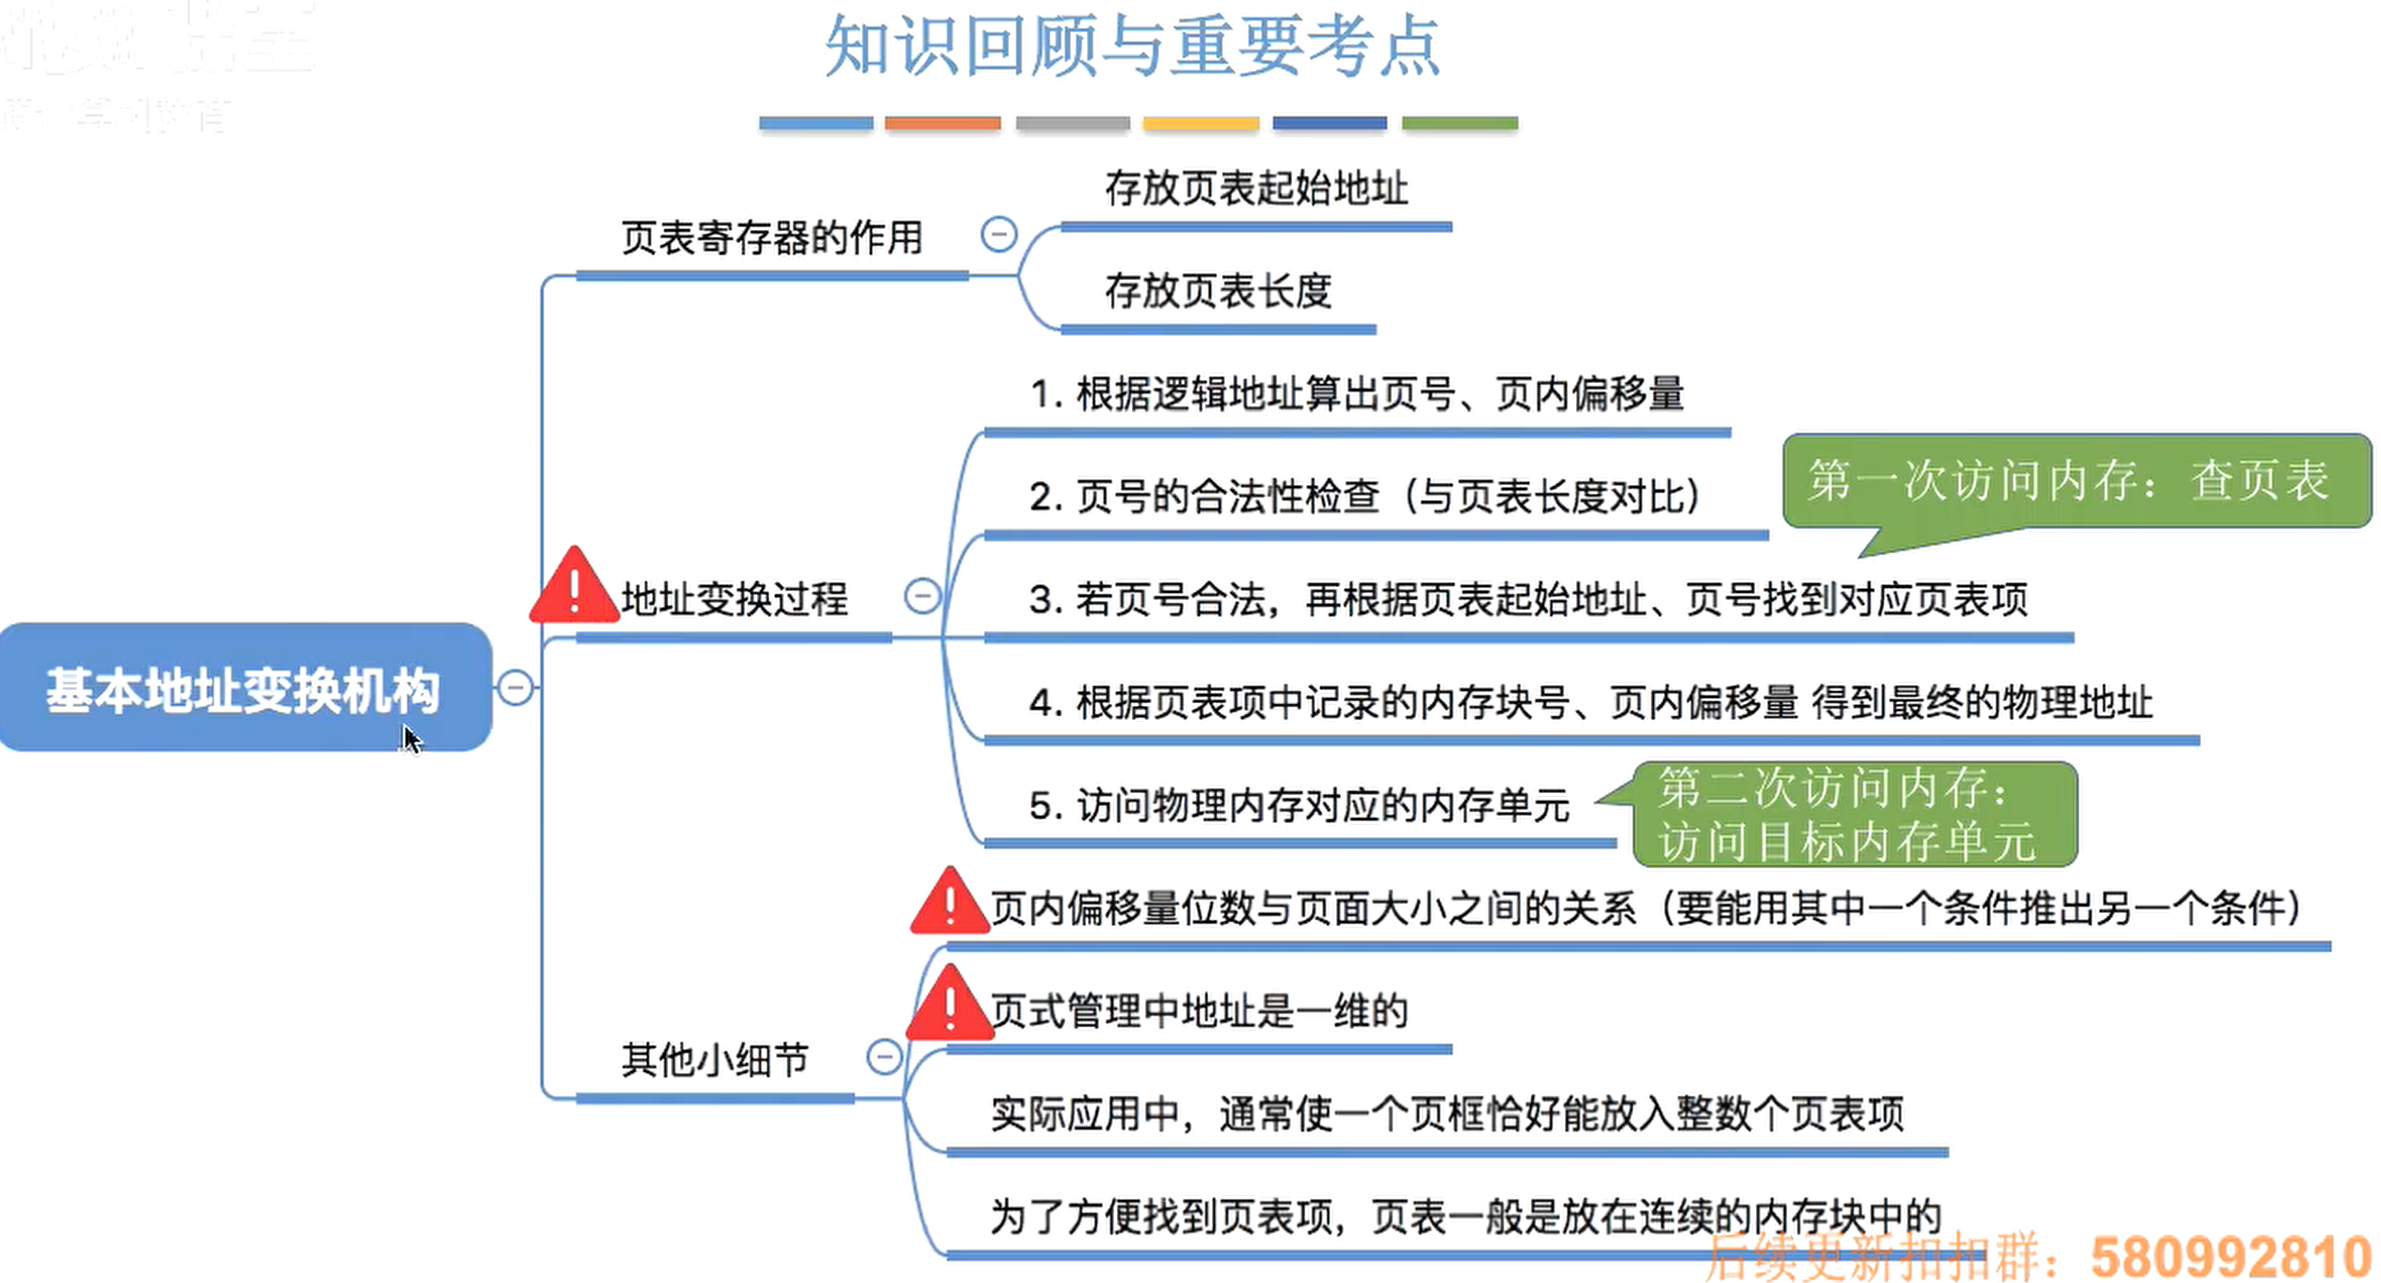 知识回顾与重要考点
存放页表起始地址
页表寄存器的作用
存放页表长度
1. 根据逻辑地址算出页号、页内偏移量
2. 页号的合法性检查（与页表长度对比）
第一次访问内存：查页表
地址变换过程
3. 若页号合法，再根据页表起始地址、页号找到对应页表项
基本地址变换机构
4. 根据页表项中记录的内存块号、页内偏移量 得到最终的物理地址
5. 访问物理内存对应的内存单元
第二次访问内存：
访问目标内存单元
页内偏移量位数与页面大小之间的关系（要能用其中一个条件推出另一个条件）
页式管理中地址是一维的
其他小细节
实际应用中，通常使一个页框恰好能放入整数个页表项
为了方便找到页表项，页表一般是放在连续的内存块中的
后续更新扣扣群：580992810